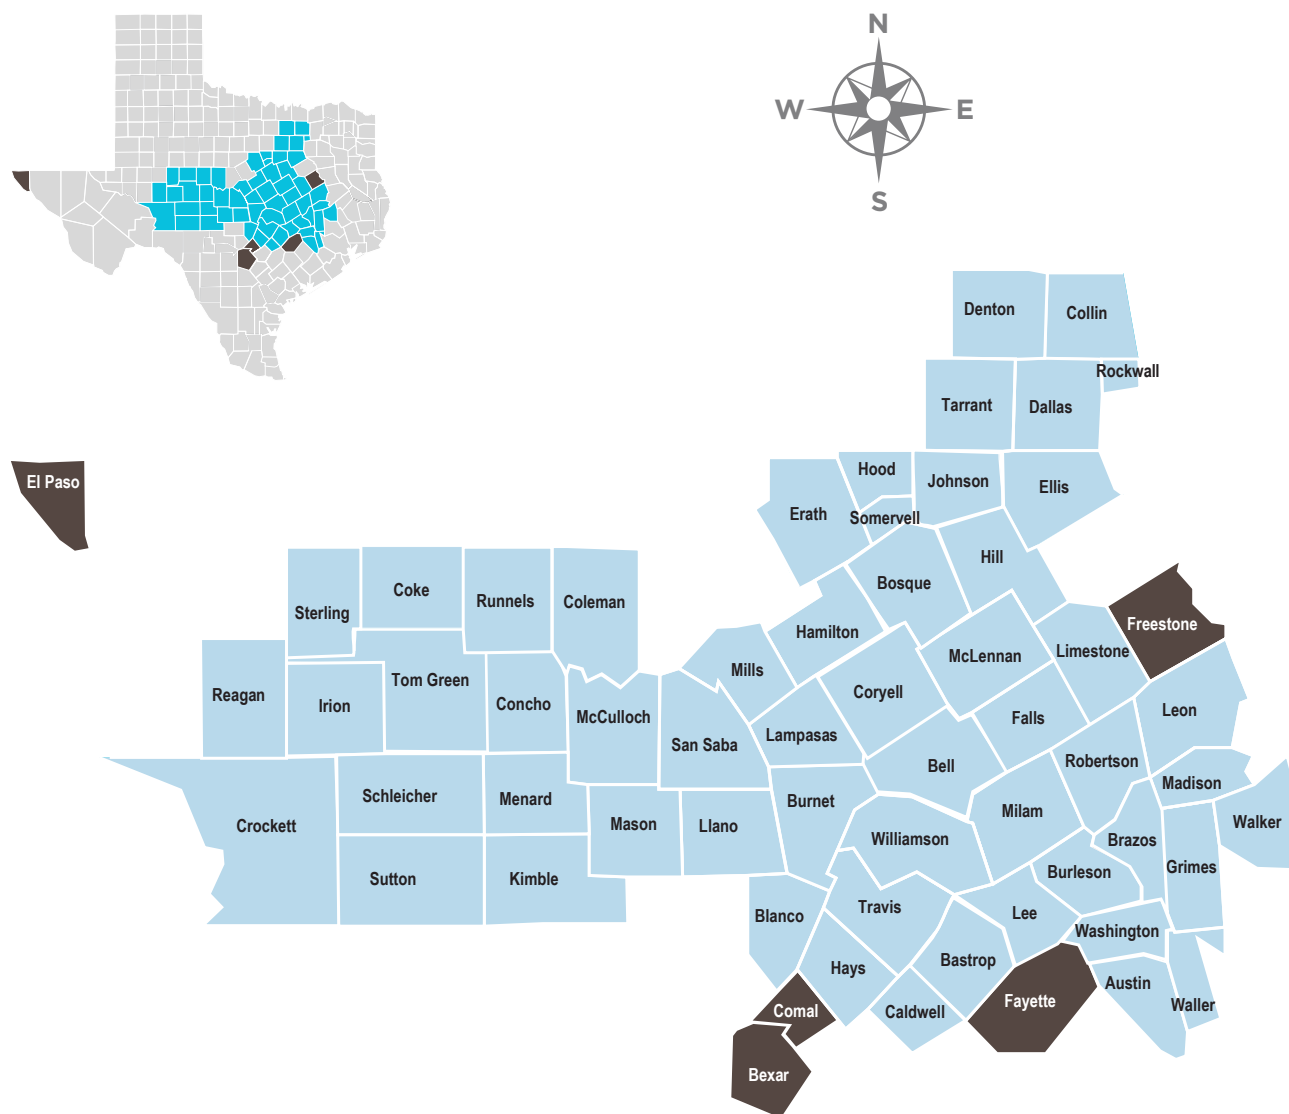 N
W
E
S
Denton
Collin
Rockwall
Tarrant
Dallas
Hood
Johnson
Ellis
El Paso
Erath
Somervell
Hill
Bosque
Coke
Runnels
Coleman
Sterling
Hamilton
Freestone
McLennan
Limestone
Mills
Tom Green
Coryell
Reagan
Irion
Concho
McCulloch
Falls
Leon
Lampasas
San Saba
Robertson
Bell
Madison
Schleicher
Menard
Burnet
Milam
Crockett
Mason
Llano
Walker
Williamson
Brazos
Grimes
Sutton
Kimble
Burleson
Blanco
Travis
Lee
Washington
Bastrop
Hays
Austin
Fayette
Waller
Comal
Caldwell
Bexar